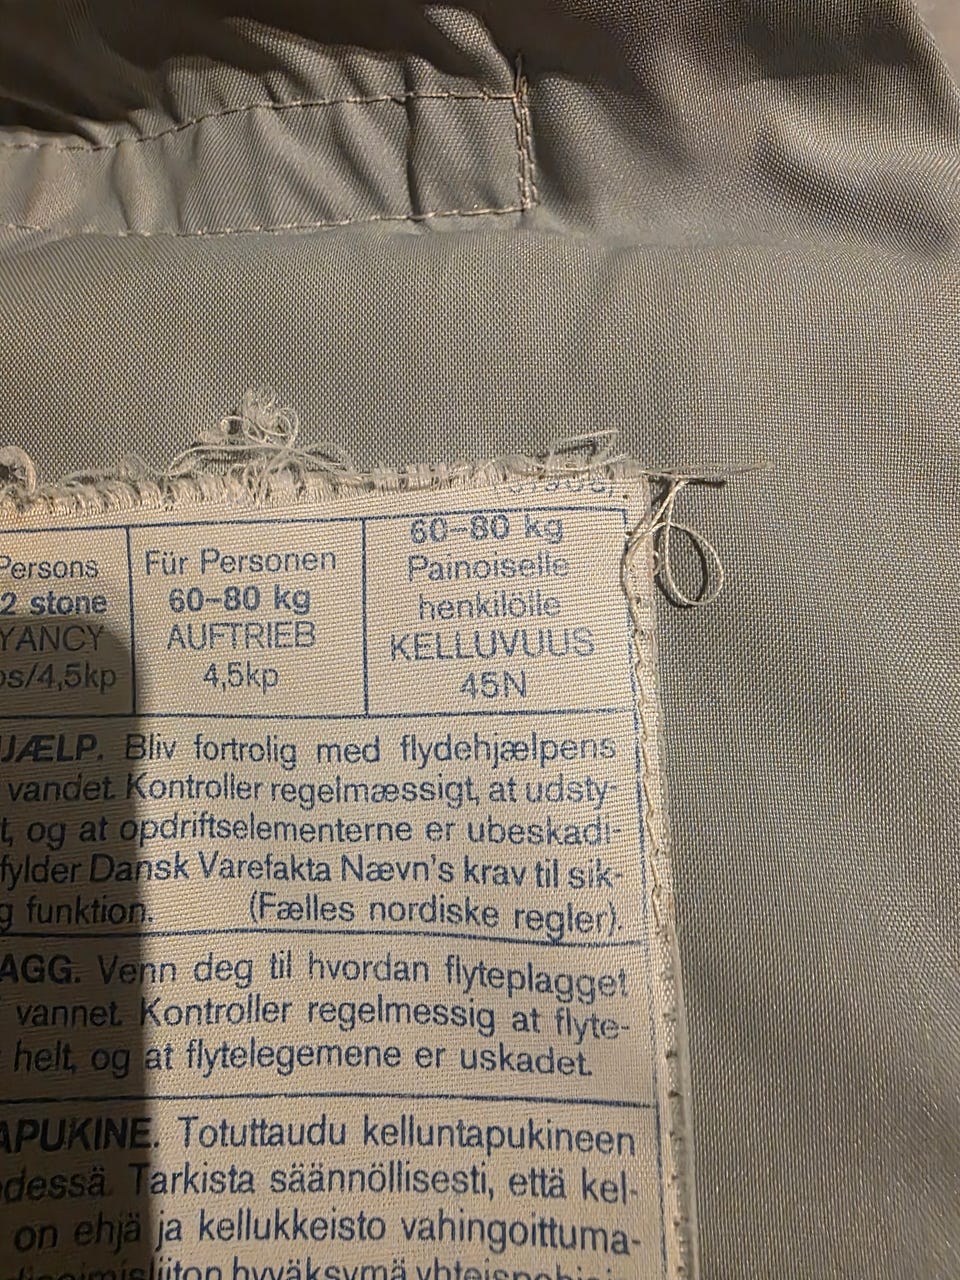 Persons
2 stone
YANCY
os/4,5kp
Für Personen
60–80 kg
AUFTRIEB
4,5kp
60–80 kg
Painoiselle
henkilölle
KELLUVUUS
45N
JÆLP. Bliv fortrolig med flydehjælpens
vandet. Kontroller regelmæssigt, at udsty-
t, og at opdriftselementerne er ubeskadi-
fylder Dansk Varefakta Nævn's krav til sik-
g funktion. (Fælles nordiske regler).
AGG. Venn deg til hvordan flyteplagget
vannet. Kontroller regelmessig at flyte-
helt, og at flytelegemene er uskadet.
APUKINE. Totuttaudu kelluntapukineen
dessä. Tarkista säännöllisesti, että kel-
on ehjä ja kellukkeisto vahingoittuma-
hyväksymä